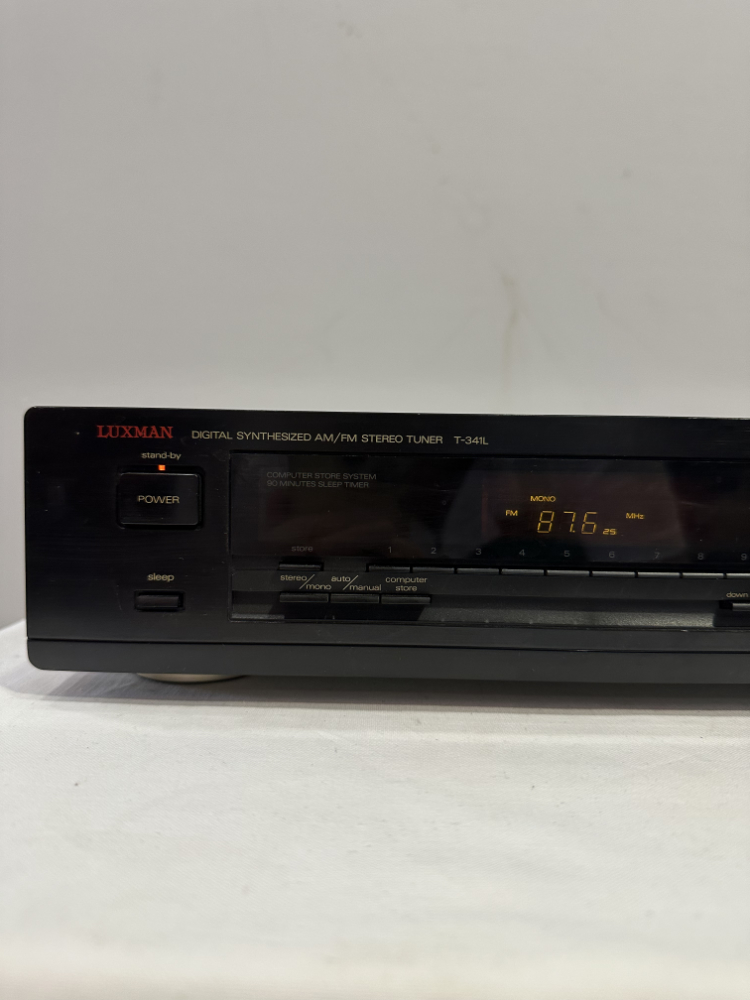 LUXMAN DIGITAL SYNTHESIZED AM/FM STEREO TUNER T-341L
stand-by
POWER
COMPUTER STORE SYSTEM
90 MINUTES SLEEP TIMER
MONO
FM 87.6 25 MHz
store 1 2 3 4 5 6 7 8 9
sleep
stereo/mono auto/manual computer store
down